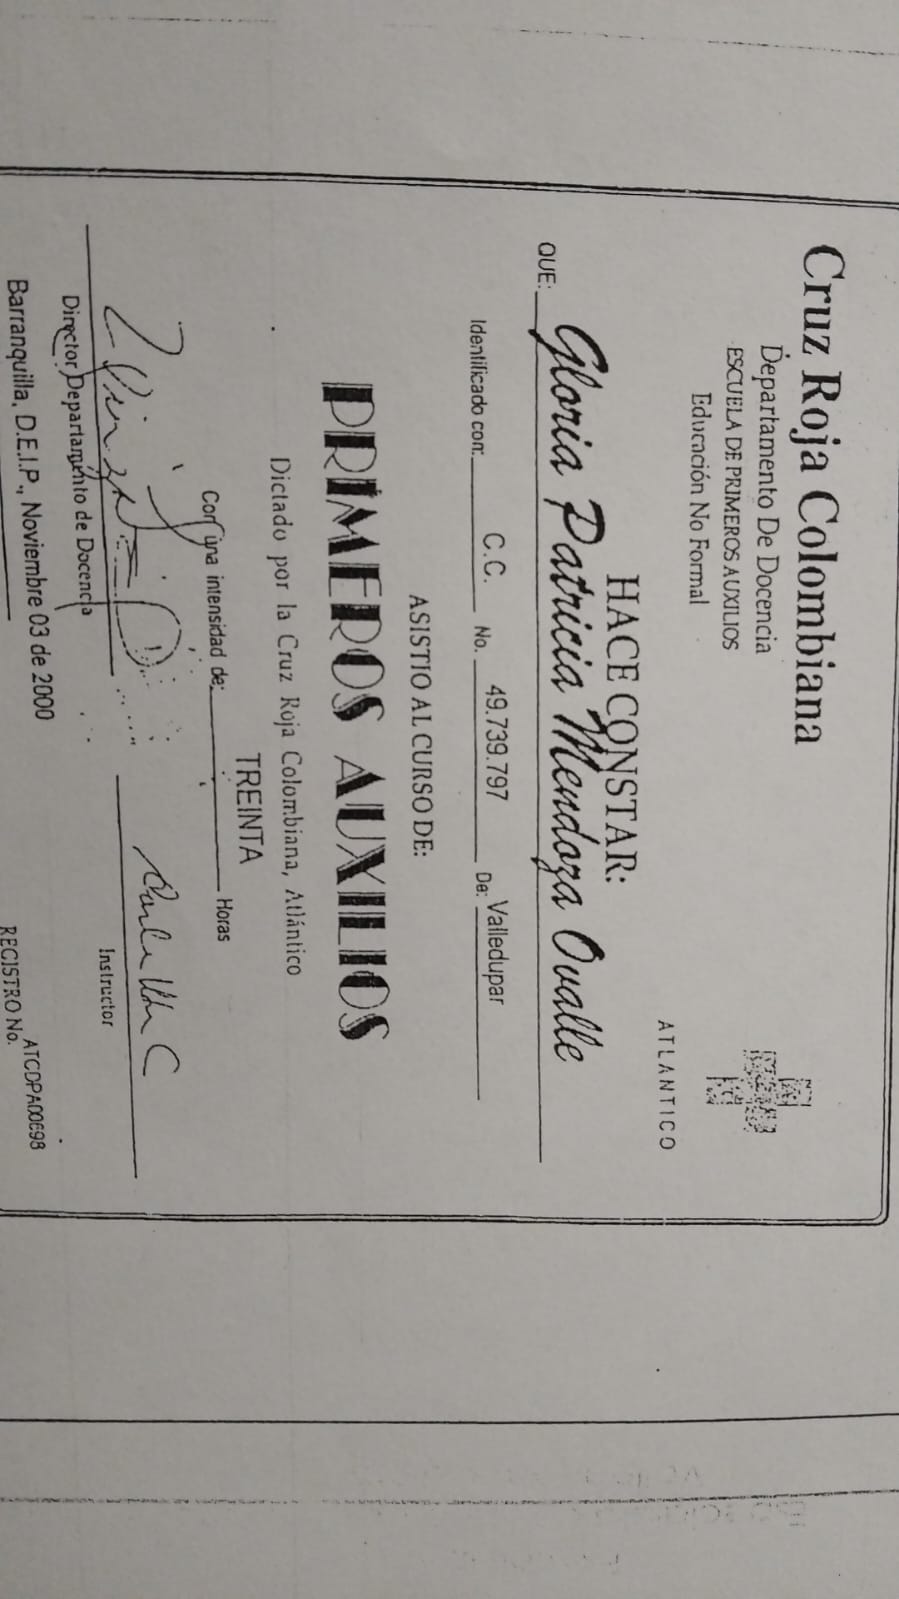 Cruz Roja Colombiana
Departamento De Docencia
ESCUELA DE PRIMEROS AUXILIOS
Educación No Formal
ATLANTICO
HACE CONSTAR:
QUE: Gloria Patricia Mendoza Ovalle
Identificado con: C.C. No. 49.739.797 De: Valledupar
ASISTIO AL CURSO DE:
PRIMEROS AUXILIOS
Dictado por la Cruz Roja Colombiana, Atlántico
TREINTA
Con una intensidad de: Horas
Instructor
Director Departamento de Docencia
Barranquilla, D.E.I.P., Noviembre 03 de 2000
REGISTRO No. ATCDPA00698